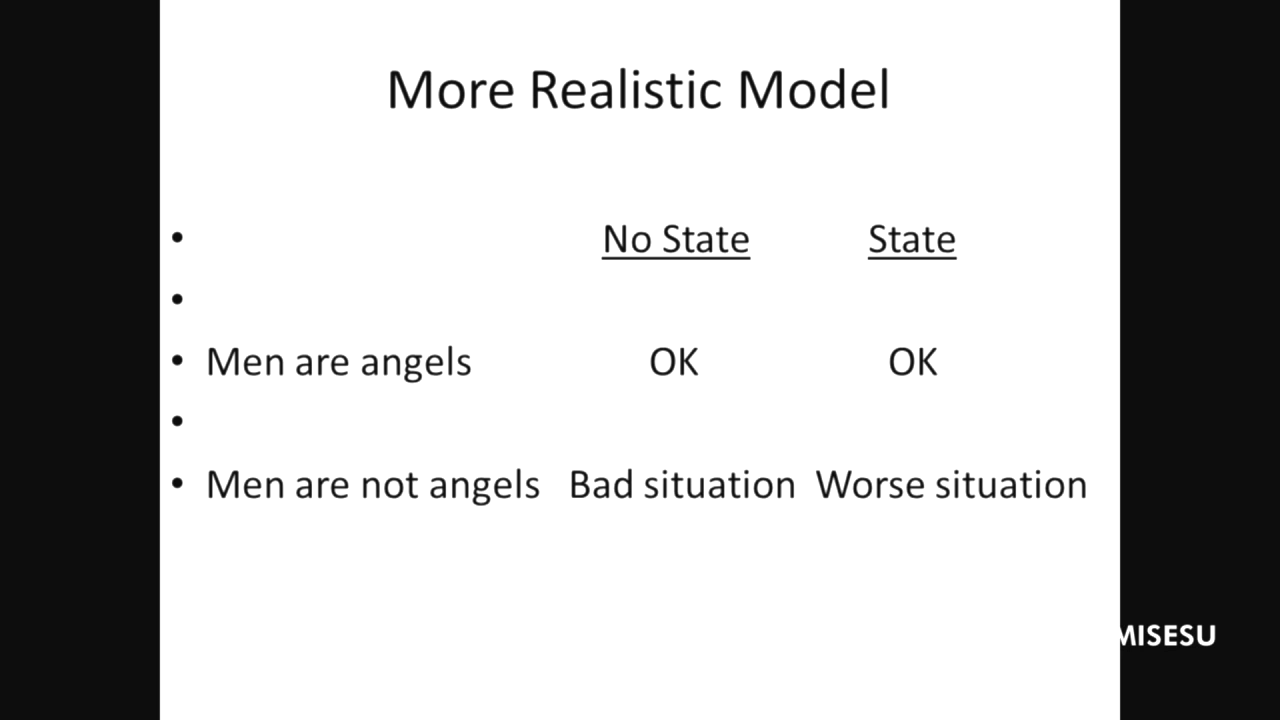 More Realistic Model
• No State State
•
• Men are angels OK OK
•
• Men are not angels Bad situation Worse situation
MISESU